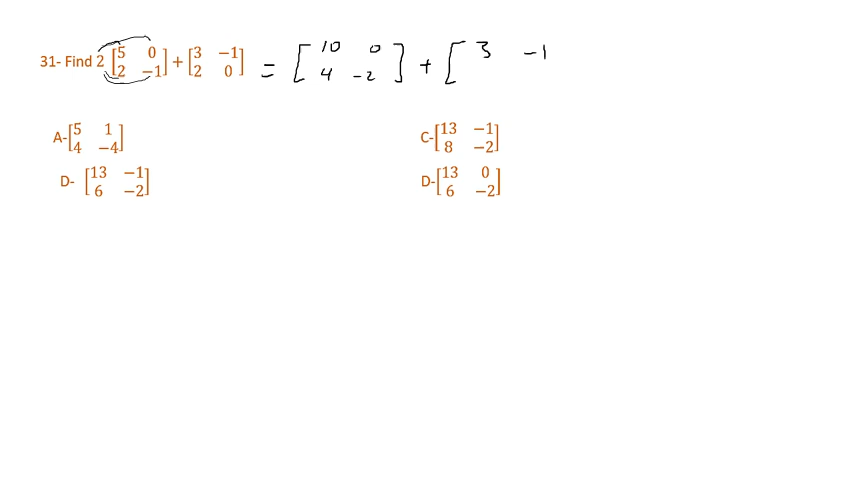 31- Find 2 [5 0; 2 −1] + [3 −1; 2 0] = [10 0; 4 -2] + [3 -1
A-[5 1; 4 −4]
C-[13 −1; 8 −2]
D- [13 −1; 6 −2]
D-[13 0; 6 −2]